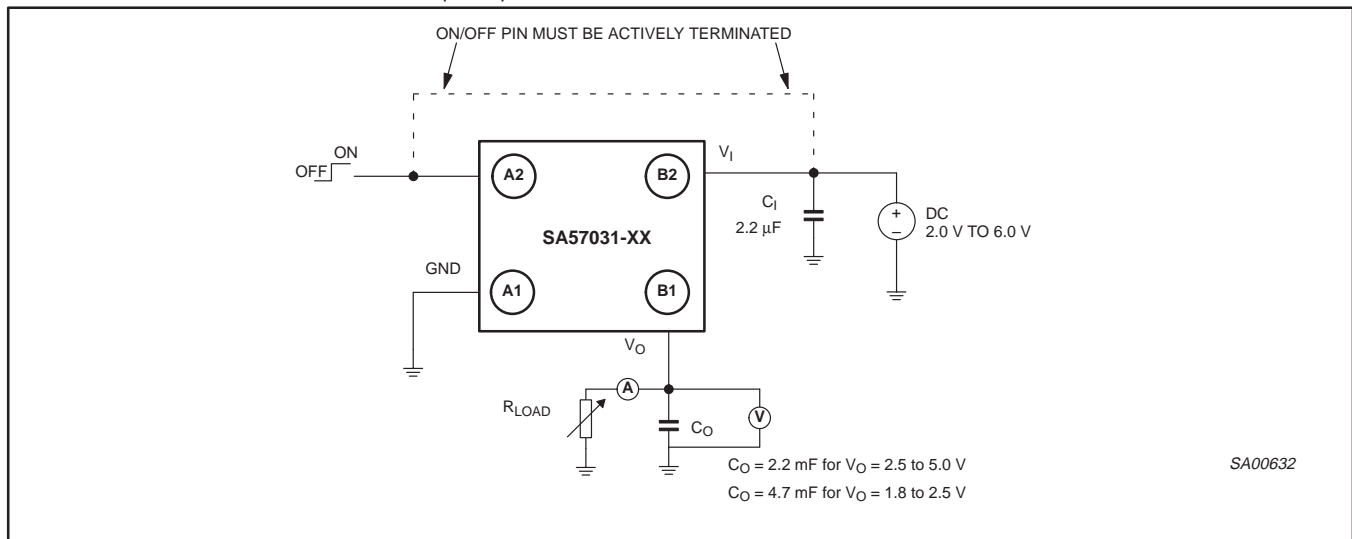 ON/OFF PIN MUST BE ACTIVELY TERMINATED
ON
OFF
A2
B2
VI
CI
2.2 μF
+
–
DC
2.0 V TO 6.0 V
SA57031-XX
GND
A1
B1
VO
RLOAD
A
CO
V
CO = 2.2 mF for VO = 2.5 to 5.0 V
CO = 4.7 mF for VO = 1.8 to 2.5 V
SA00632